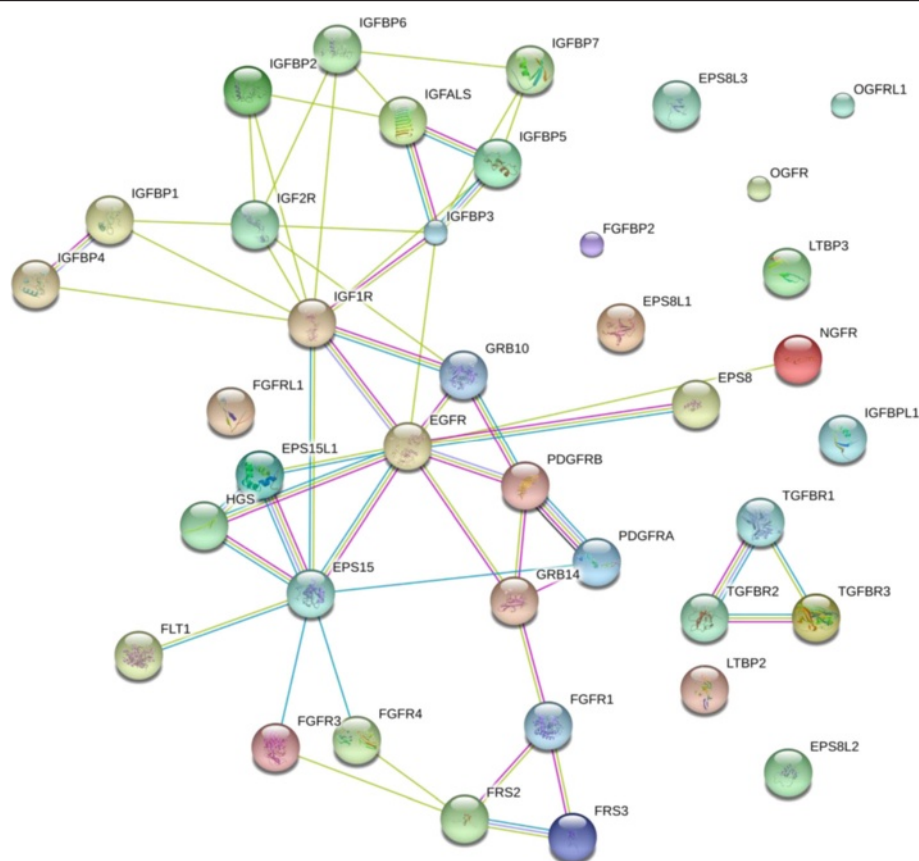 IGFBP6
IGFBP7
IGFBP2
EPS8L3
OGFRL1
IGFALS
IGFBP5
OGFR
IGFBP1
IGF2R
IGFBP3
FGFBP2
LTBP3
IGFBP4
IGF1R
EPS8L1
NGFR
GRB10
EPS8
FGFRL1
EGFR
IGFBPL1
EPS15L1
PDGFRB
HGS
TGFBR1
PDGFRA
EPS15
GRB14
TGFBR2
TGFBR3
FLT1
LTBP2
FGFR1
FGFR3
FGFR4
EPS8L2
FRS2
FRS3